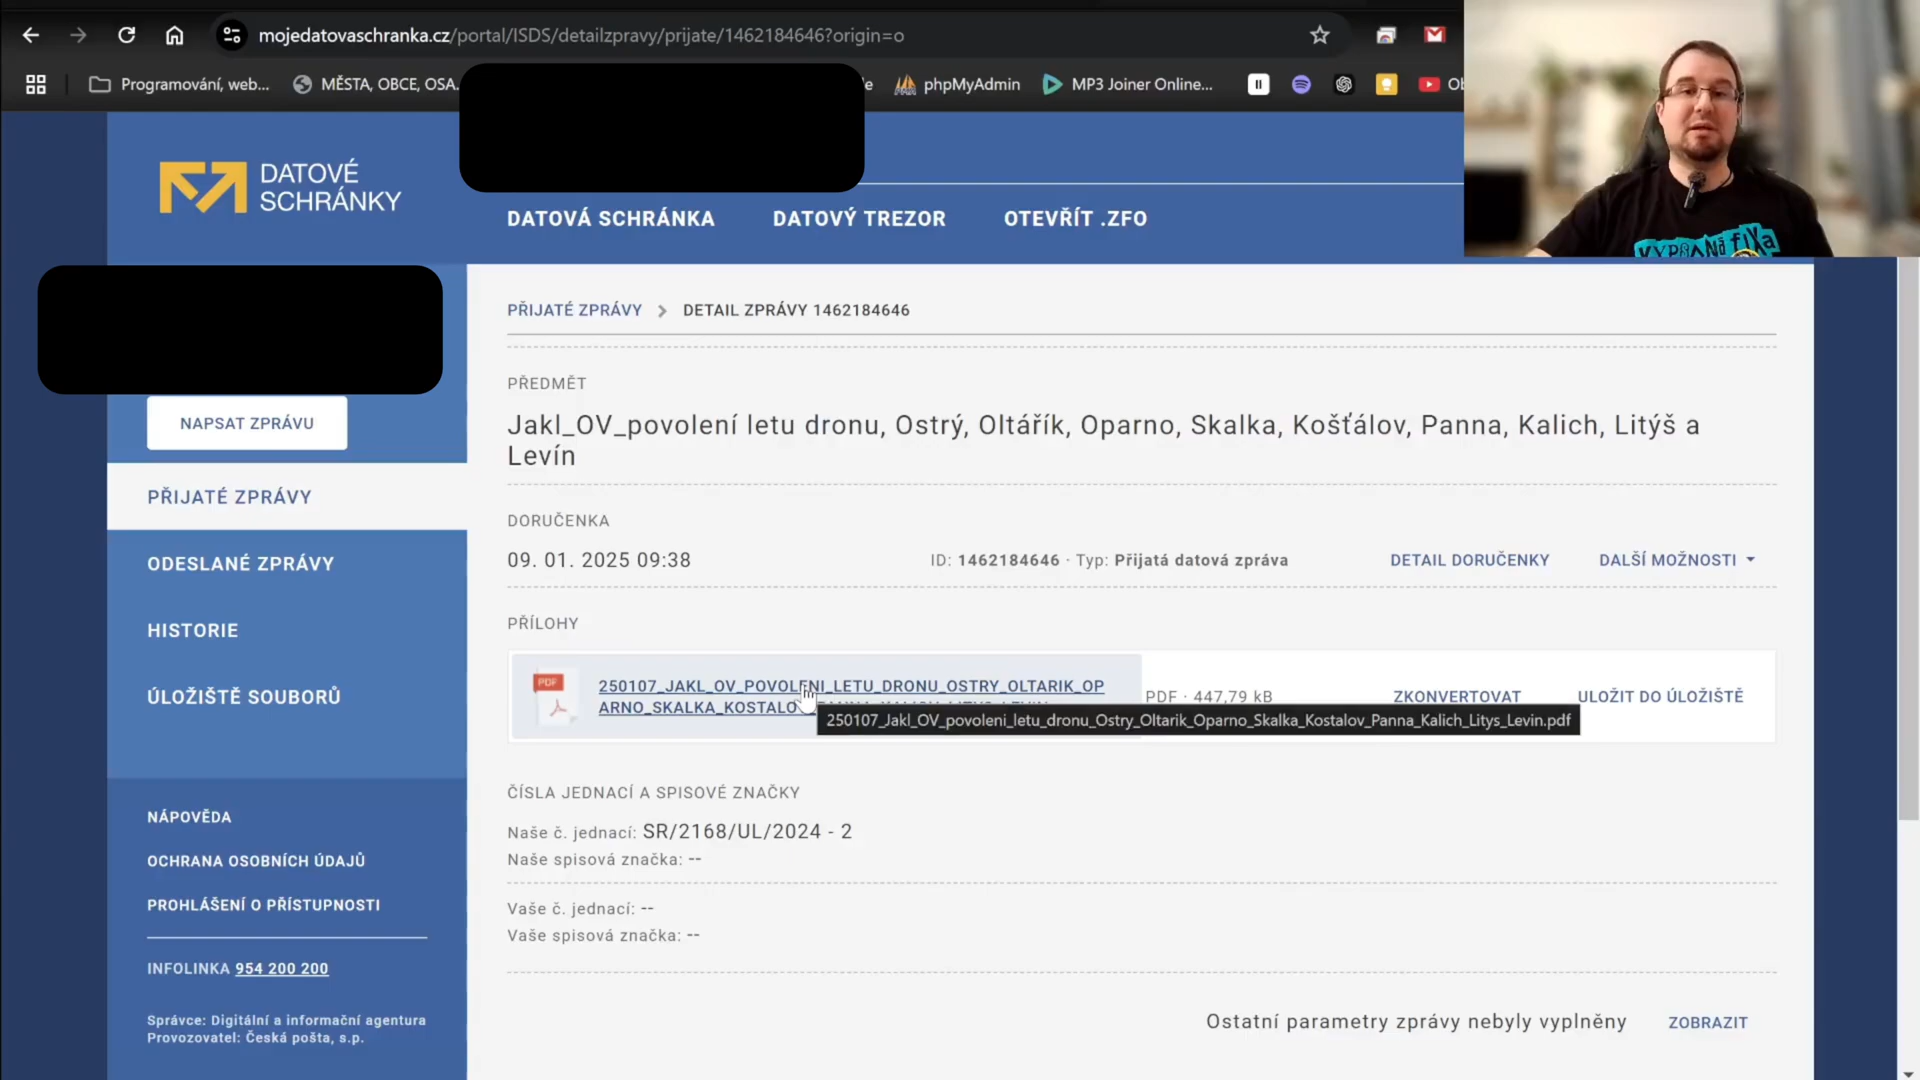 mojedatovaschranka.cz/portal/ISDS/detailzpravy/prijate/1462184646?origin=o
Programování, web...
MĚSTA, OBCE, OSA.
phpMyAdmin
MP3 Joiner Online...
DATOVÉ
SCHRÁNKY
DATOVÁ SCHRÁNKA
DATOVÝ TREZOR
OTEVŘÍT .ZFO
VYPSANÁ fiXa
NAPSAT ZPRÁVU
PŘIJATÉ ZPRÁVY
ODESLANÉ ZPRÁVY
HISTORIE
ÚLOŽIŠTĚ SOUBORŮ
NÁPOVĚDA
OCHRANA OSOBNÍCH ÚDAJŮ
PROHLÁŠENÍ O PŘÍSTUPNOSTI
INFOLINKA 954 200 200
Správce: Digitální a informační agentura
Provozovatel: Česká pošta, s.p.
PŘIJATÉ ZPRÁVY > DETAIL ZPRÁVY 1462184646
PŘEDMĚT
Jakl_OV_povolení letu dronu, Ostrý, Oltářík, Oparno, Skalka, Košťálov, Panna, Kalich, Litýš a
Levín
DORUČENKA
09. 01. 2025 09:38
ID: 1462184646 · Typ: Přijatá datová zpráva
DETAIL DORUČENKY
DALŠÍ MOŽNOSTI
PŘÍLOHY
PDF
250107_JAKL_OV_POVOLENI_LETU_DRONU_OSTRY_OLTARIK_OP
ARNO_SKALKA_KOSTALO
PDF · 447,79 kB
ZKONVERTOVAT
ULOŽIT DO ÚLOŽIŠTĚ
250107_Jakl_OV_povoleni_letu_dronu_Ostry_Oltarik_Oparno_Skalka_Kostalov_Panna_Kalich_Litys_Levin.pdf
ČÍSLA JEDNACÍ A SPISOVÉ ZNAČKY
Naše č. jednací: SR/2168/UL/2024 - 2
Naše spisová značka: --
Vaše č. jednací: --
Vaše spisová značka: --
Ostatní parametry zprávy nebyly vyplněny
ZOBRAZIT